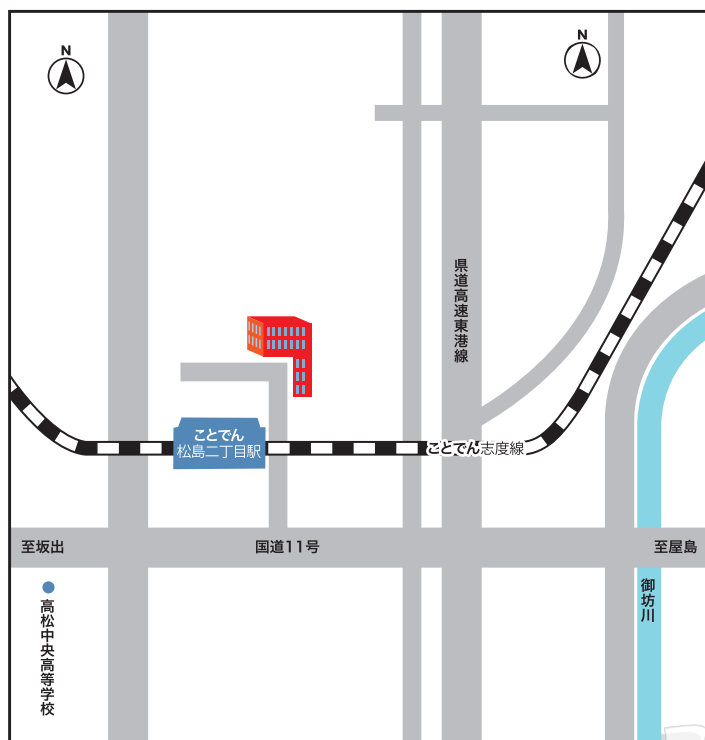 N
N
県道高速東港線
ことでん
松島二丁目駅
ことでん志度線
至坂出
国道11号
至屋島
御坊川
高松中央高等学校